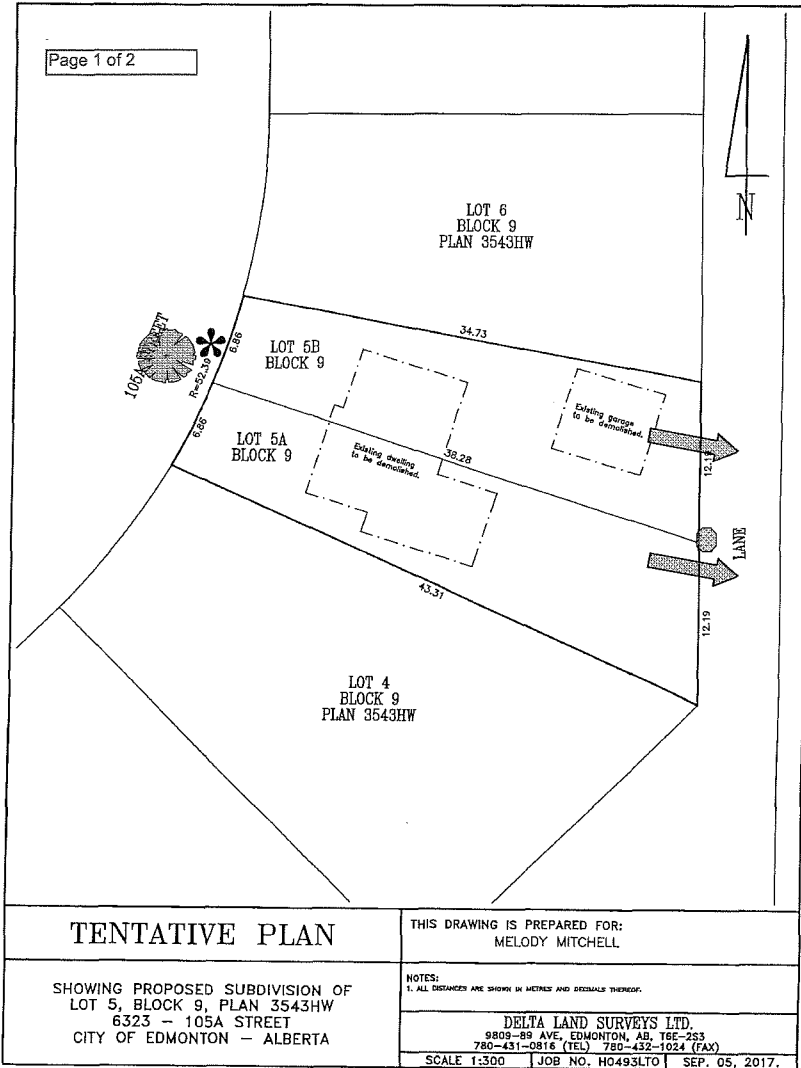 Page 1 of 2
N
LOT 6
BLOCK 9
PLAN 3543HW
34.73
105A STREET
R=52.39
6.86
6.86
LOT 5B
BLOCK 9
LOT 5A
BLOCK 9
Existing garage
to be demolished.
Existing dwelling
to be demolished.
38.28
12.19
LANE
12.19
43.31
LOT 4
BLOCK 9
PLAN 3543HW
TENTATIVE PLAN
SHOWING PROPOSED SUBDIVISION OF
LOT 5, BLOCK 9, PLAN 3543HW
6323 – 105A STREET
CITY OF EDMONTON – ALBERTA
THIS DRAWING IS PREPARED FOR:
MELODY MITCHELL
NOTES:
1. ALL DISTANCES ARE SHOWN IN METRES AND DECIMALS THEREOF.
DELTA LAND SURVEYS LTD.
9809-89 AVE, EDMONTON, AB, T6E-2S3
780-431-0816 (TEL) 780-432-1024 (FAX)
SCALE 1:300
JOB NO. H0493LTO
SEP. 05, 2017.